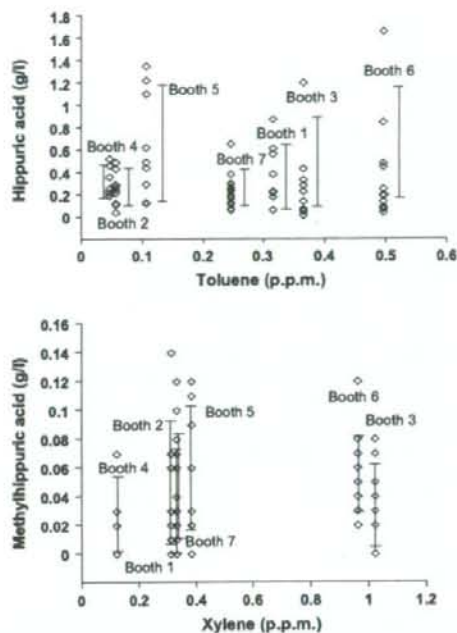 Hippuric acid (g/l)
1.8
1.6
1.4
1.2
1.0
0.8
0.6
0.4
0.2
0
Booth 4
Booth 2
Booth 5
Booth 7
Booth 1
Booth 3
Booth 6
0
0.1
0.2
0.3
0.4
0.5
0.6
Toluene (p.p.m.)
Methylhippuric acid (g/l)
0.16
0.14
0.12
0.10
0.08
0.06
0.04
0.02
0
Booth 4
Booth 1
Booth 2
Booth 7
Booth 5
Booth 6
Booth 3
0
0.2
0.4
0.6
0.8
1
1.2
Xylene (p.p.m.)